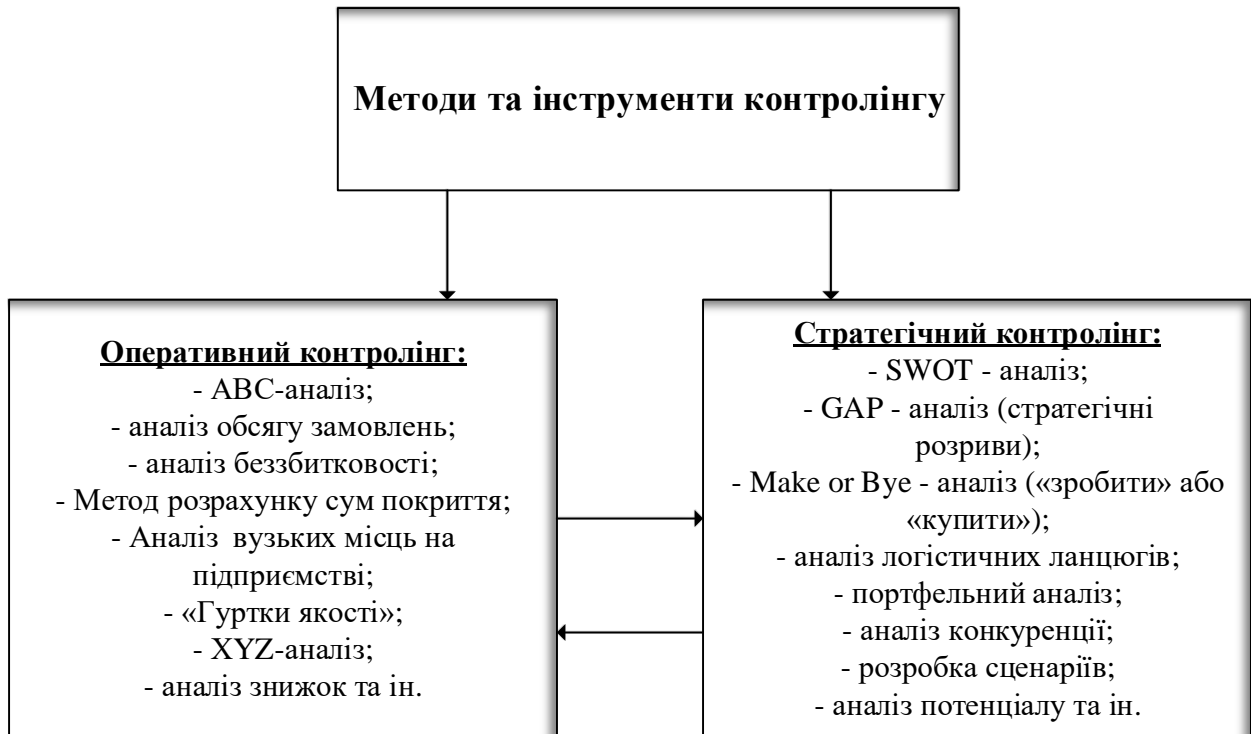 Методи та інструменти контролінгу
Оперативний контролінг:
- ABC-аналіз;
- аналіз обсягу замовлень;
- аналіз беззбитковості;
- Метод розрахунку сум покриття;
- Аналіз вузьких місць на
підприємстві;
- «Гуртки якості»;
- XYZ-аналіз;
- аналіз знижок та ін.
Стратегічний контролінг:
- SWOT - аналіз;
- GAP - аналіз (стратегічні
розриви);
- Make or Bye - аналіз («зробити» або
«купити»);
- аналіз логістичних ланцюгів;
- портфельний аналіз;
- аналіз конкуренції;
- розробка сценаріїв;
- аналіз потенціалу та ін.